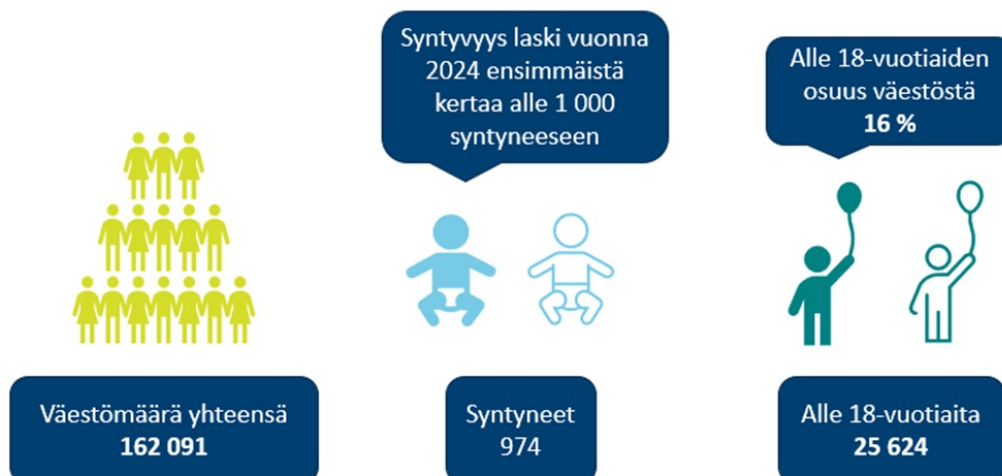 Syntyvyys laski vuonna
2024 ensimmäistä
kertaa alle 1 000
syntyneeseen
Alle 18-vuotiaiden
osuus väestöstä
16 %
Väestömäärä yhteensä
162 091
Syntyneet
974
Alle 18-vuotiaita
25 624